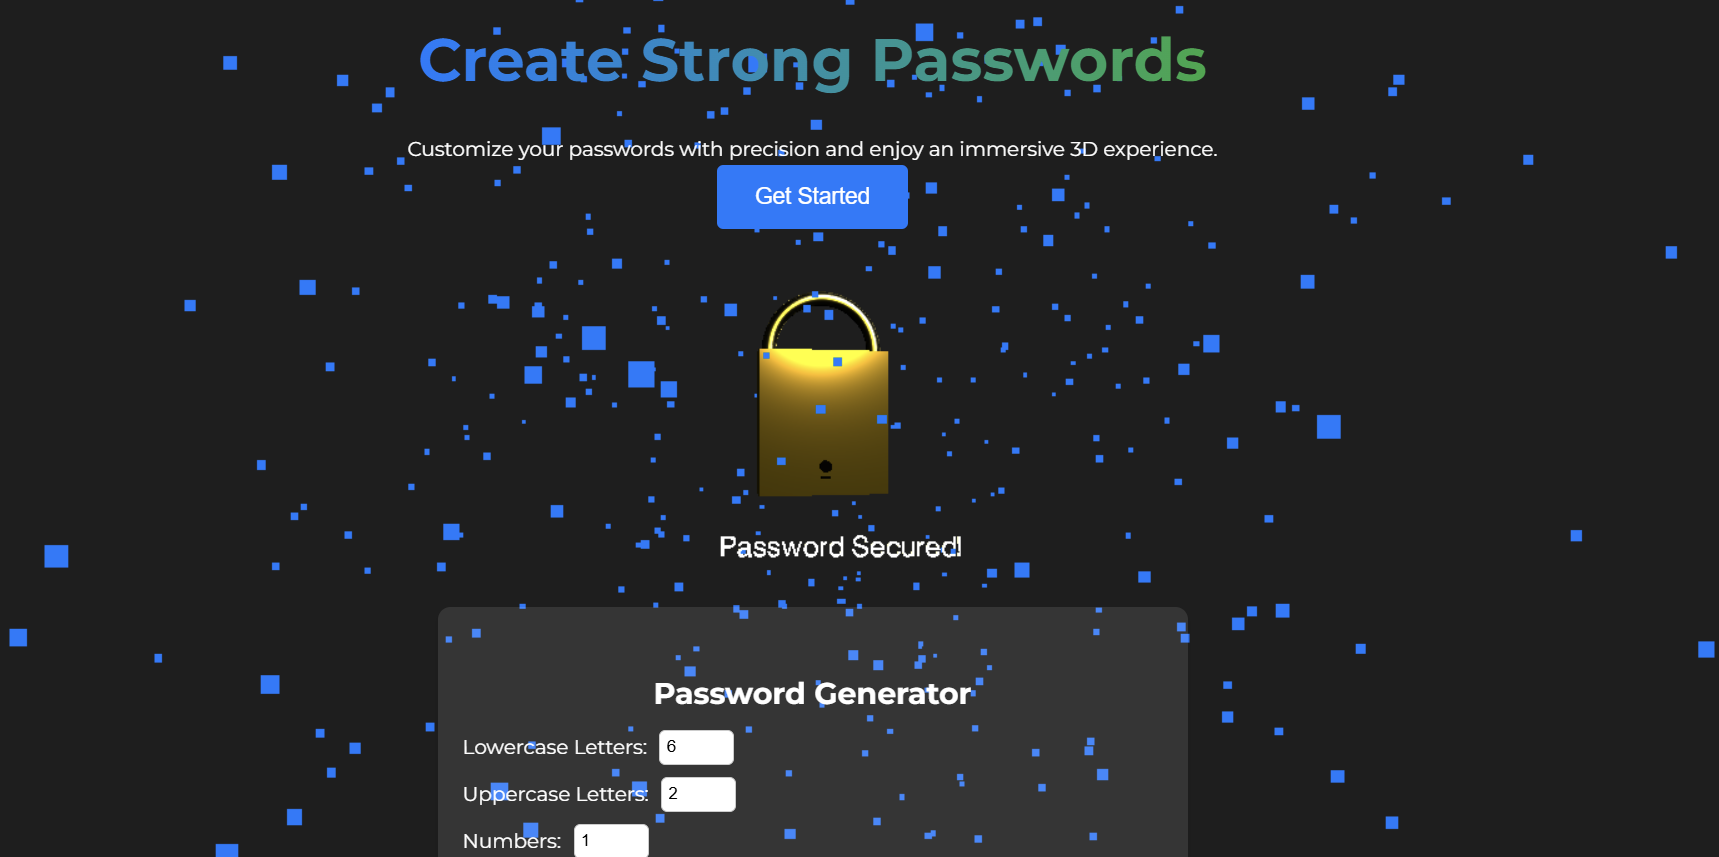 Create Strong Passwords
Customize your passwords with precision and enjoy an immersive 3D experience.
Get Started
Password Secured!
Password Generator
Lowercase Letters: 6
Uppercase Letters: 2
Numbers: 1